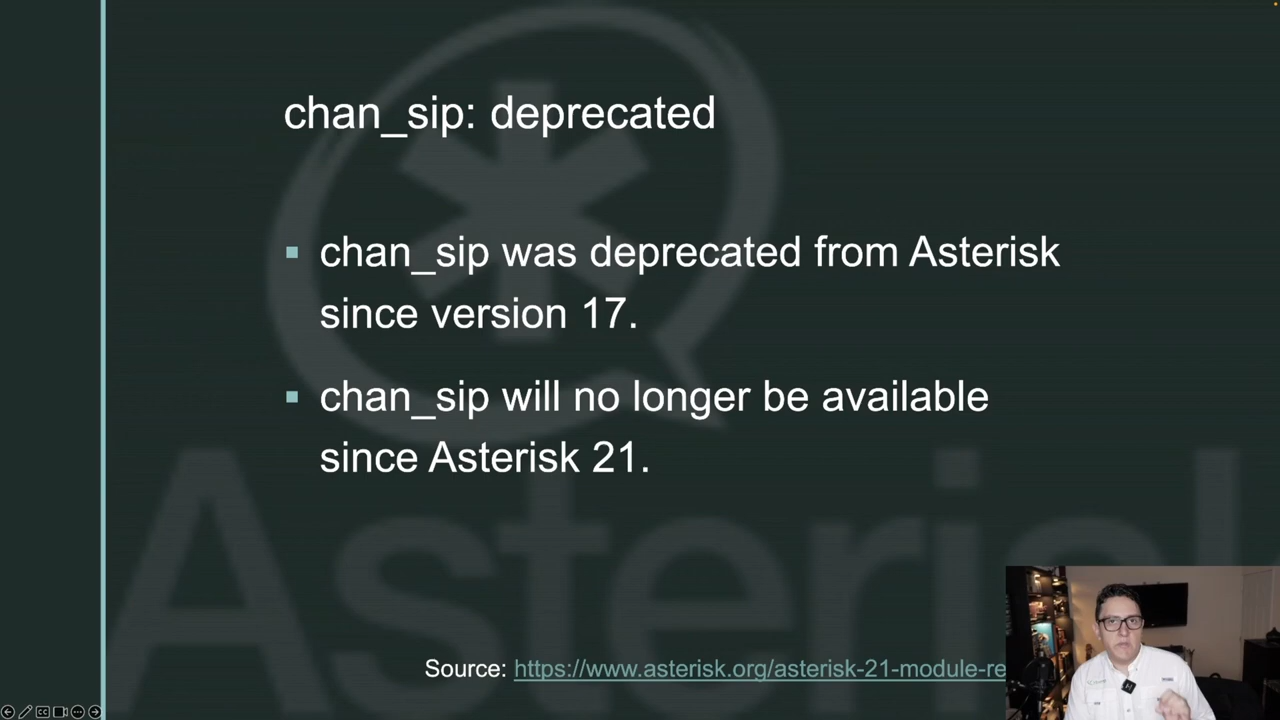 chan_sip: deprecated
chan_sip was deprecated from Asterisk
since version 17.
chan_sip will no longer be available
since Asterisk 21.
Asterisk
Source: https://www.asterisk.org/asterisk-21-module-re